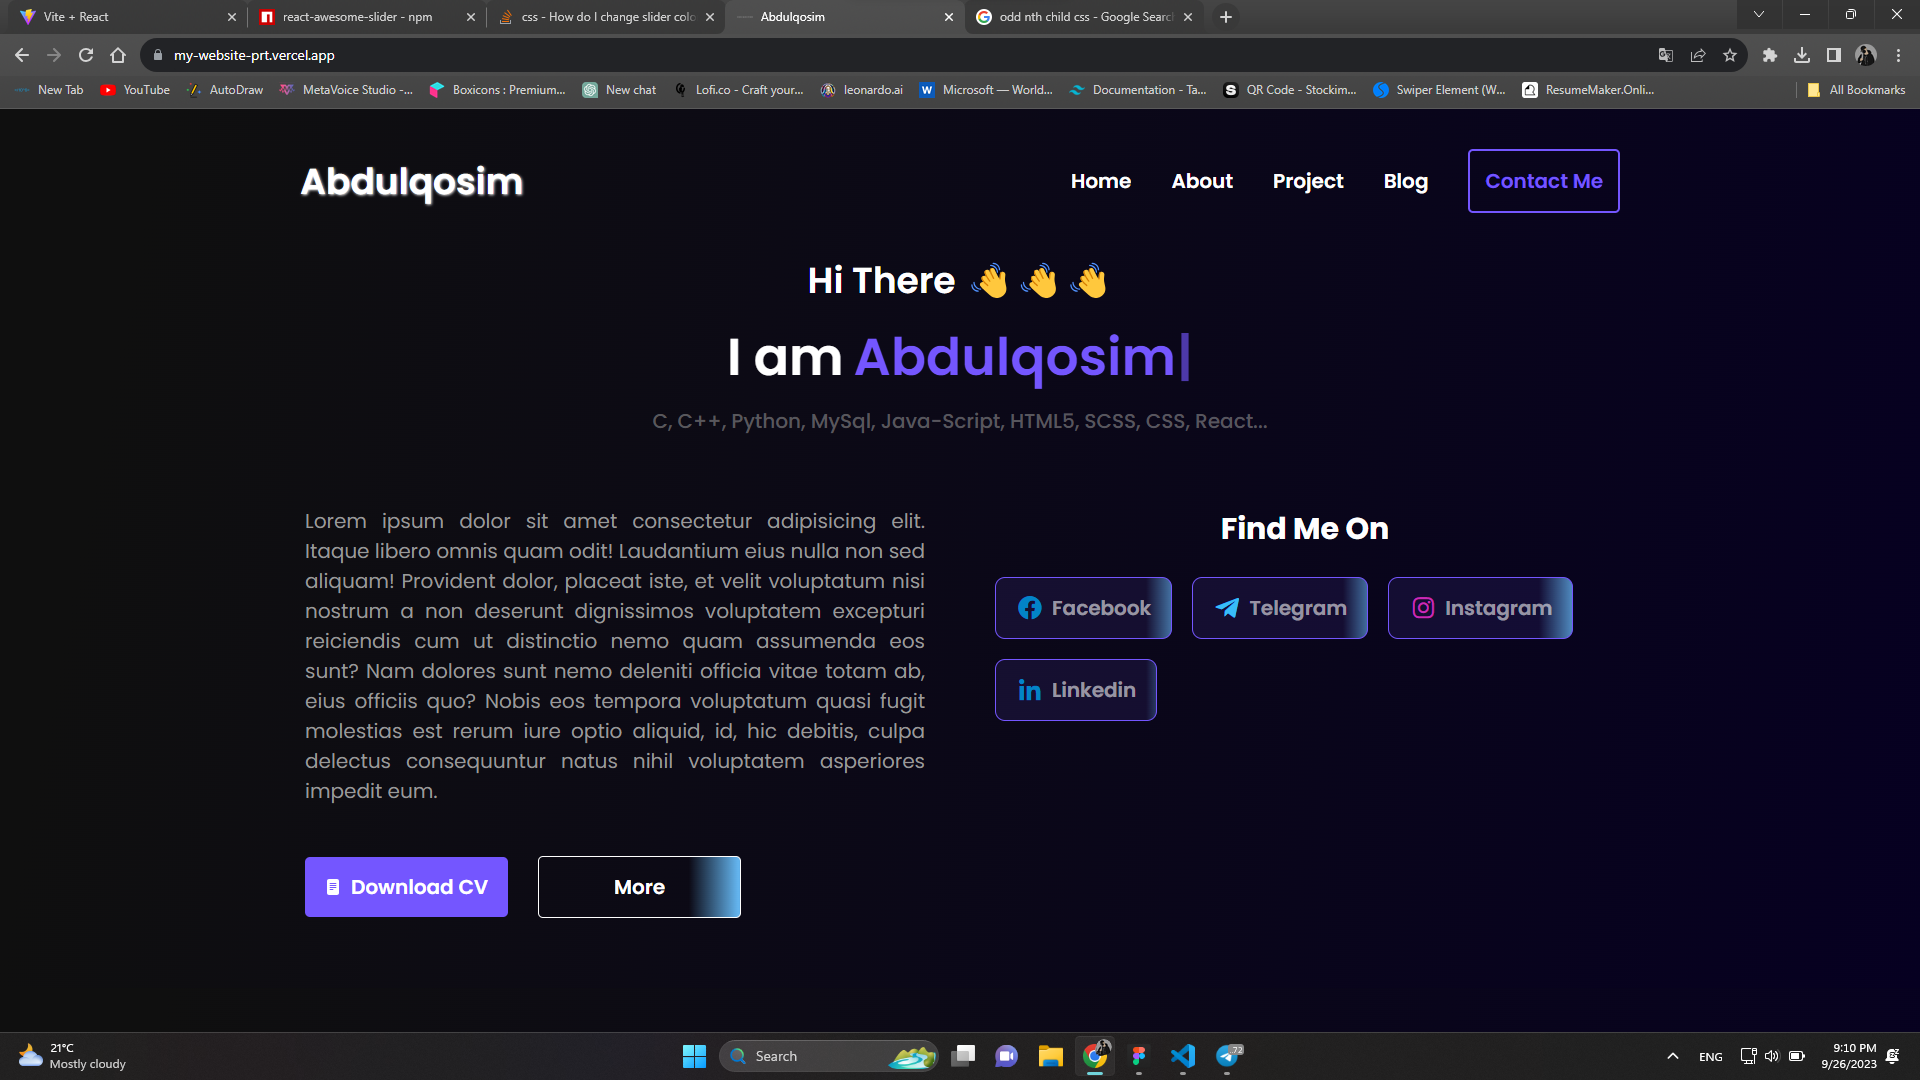 Vite + React
react-awesome-slider - npm
css - How do I change slider colo
Abdulqosim
odd nth child css - Google Searc
my-website-prt.vercel.app
New Tab
YouTube
AutoDraw
MetaVoice Studio -...
Boxicons : Premium...
New chat
Lofi.co - Craft your...
leonardo.ai
Microsoft — World...
Documentation - Ta...
QR Code - Stockim...
Swiper Element (W...
ResumeMaker.Onli...
All Bookmarks
Abdulqosim
Home
About
Project
Blog
Contact Me
Hi There 👋 👋 👋
I am Abdulqosim|
C, C++, Python, MySql, Java-Script, HTML5, SCSS, CSS, React...
Lorem ipsum dolor sit amet consectetur adipisicing elit.
Itaque libero omnis quam odit! Laudantium eius nulla non sed
aliquam! Provident dolor, placeat iste, et velit voluptatum nisi
nostrum a non deserunt dignissimos voluptatem excepturi
reiciendis cum ut distinctio nemo quam assumenda eos
sunt? Nam dolores sunt nemo deleniti officia vitae totam ab,
eius officiis quo? Nobis eos tempora voluptatum quasi fugit
molestias est rerum iure optio aliquid, id, hic debitis, culpa
delectus consequuntur natus nihil voluptatem asperiores
impedit eum.
Download CV
More
Find Me On
Facebook
Telegram
Instagram
Linkedin
21°C
Mostly cloudy
Search
72
ENG
9:10 PM
9/26/2023